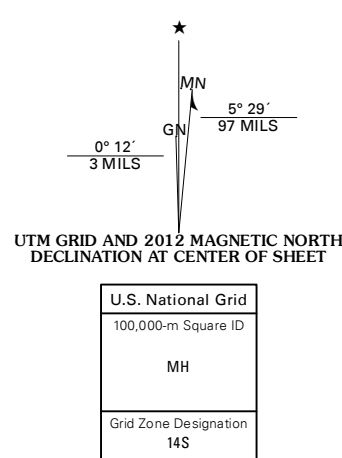 ★
MN
5° 29´
GN
97 MILS
0° 12´
3 MILS
UTM GRID AND 2012 MAGNETIC NORTH
DECLINATION AT CENTER OF SHEET
U.S. National Grid
100,000-m Square ID
MH
Grid Zone Designation
14S